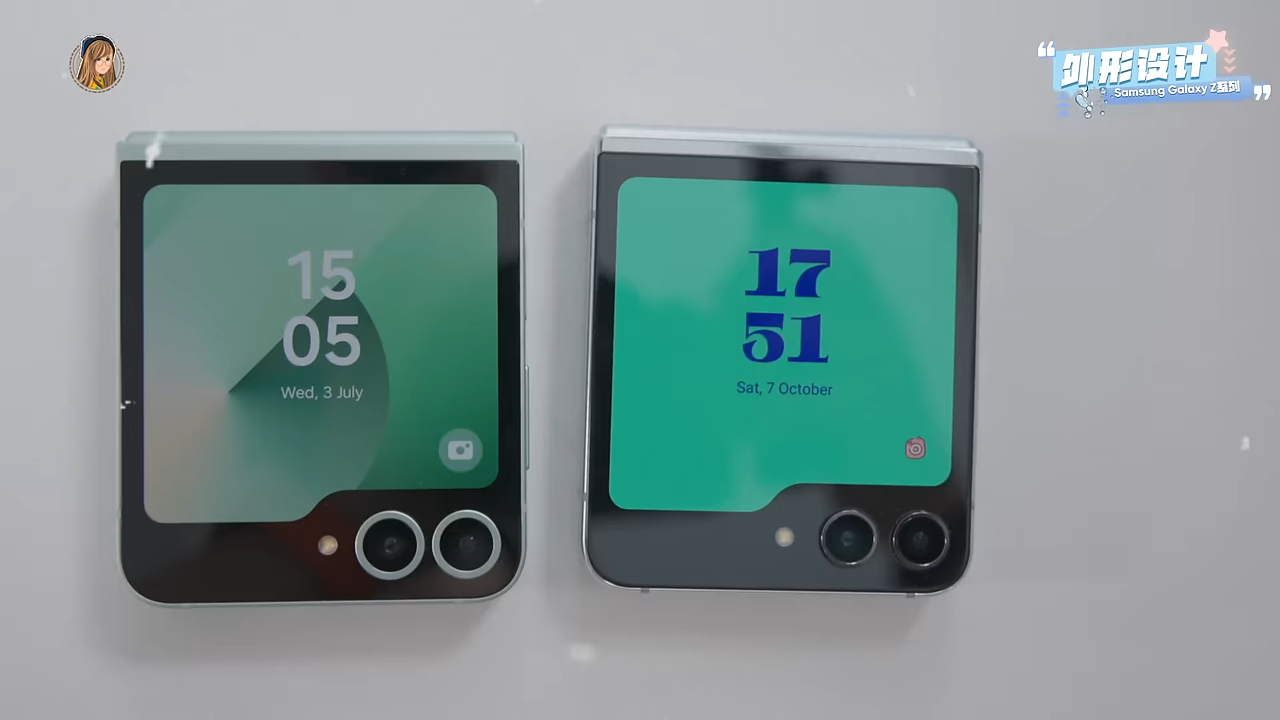 外形设计
Samsung Galaxy Z系列
15
05
Wed, 3 July
17
51
Sat, 7 October